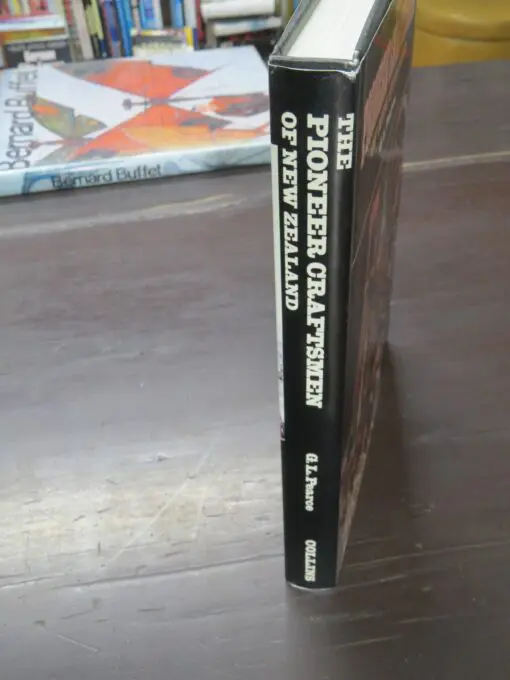 THE
PIONEER CRAFTSMEN
OF NEW ZEALAND
G.L. Pearce
COLLINS
Bernard Buffet
Bernard Buffet